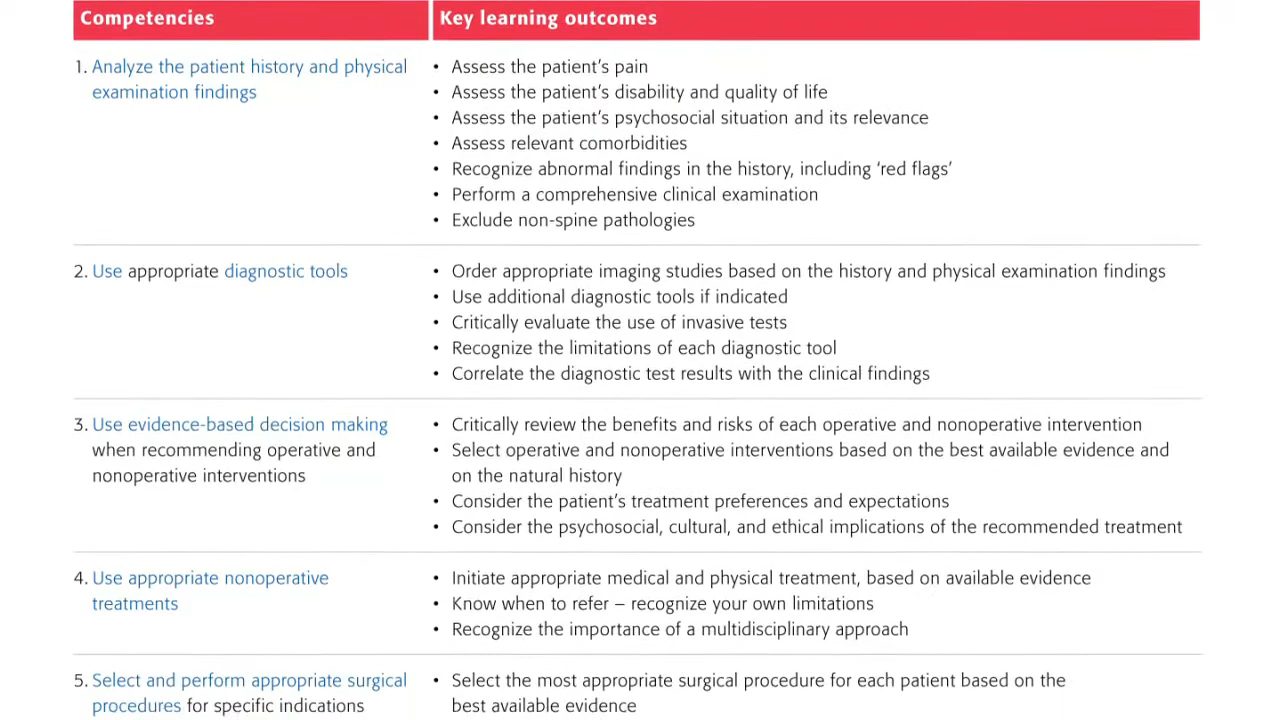 Competencies
Key learning outcomes
1. Analyze the patient history and physical
examination findings
• Assess the patient’s pain
• Assess the patient’s disability and quality of life
• Assess the patient’s psychosocial situation and its relevance
• Assess relevant comorbidities
• Recognize abnormal findings in the history, including ‘red flags’
• Perform a comprehensive clinical examination
• Exclude non-spine pathologies
2. Use appropriate diagnostic tools
• Order appropriate imaging studies based on the history and physical examination findings
• Use additional diagnostic tools if indicated
• Critically evaluate the use of invasive tests
• Recognize the limitations of each diagnostic tool
• Correlate the diagnostic test results with the clinical findings
3. Use evidence-based decision making
when recommending operative and
nonoperative interventions
• Critically review the benefits and risks of each operative and nonoperative intervention
• Select operative and nonoperative interventions based on the best available evidence and
on the natural history
• Consider the patient’s treatment preferences and expectations
• Consider the psychosocial, cultural, and ethical implications of the recommended treatment
4. Use appropriate nonoperative
treatments
• Initiate appropriate medical and physical treatment, based on available evidence
• Know when to refer – recognize your own limitations
• Recognize the importance of a multidisciplinary approach
5. Select and perform appropriate surgical
procedures for specific indications
• Select the most appropriate surgical procedure for each patient based on the
best available evidence